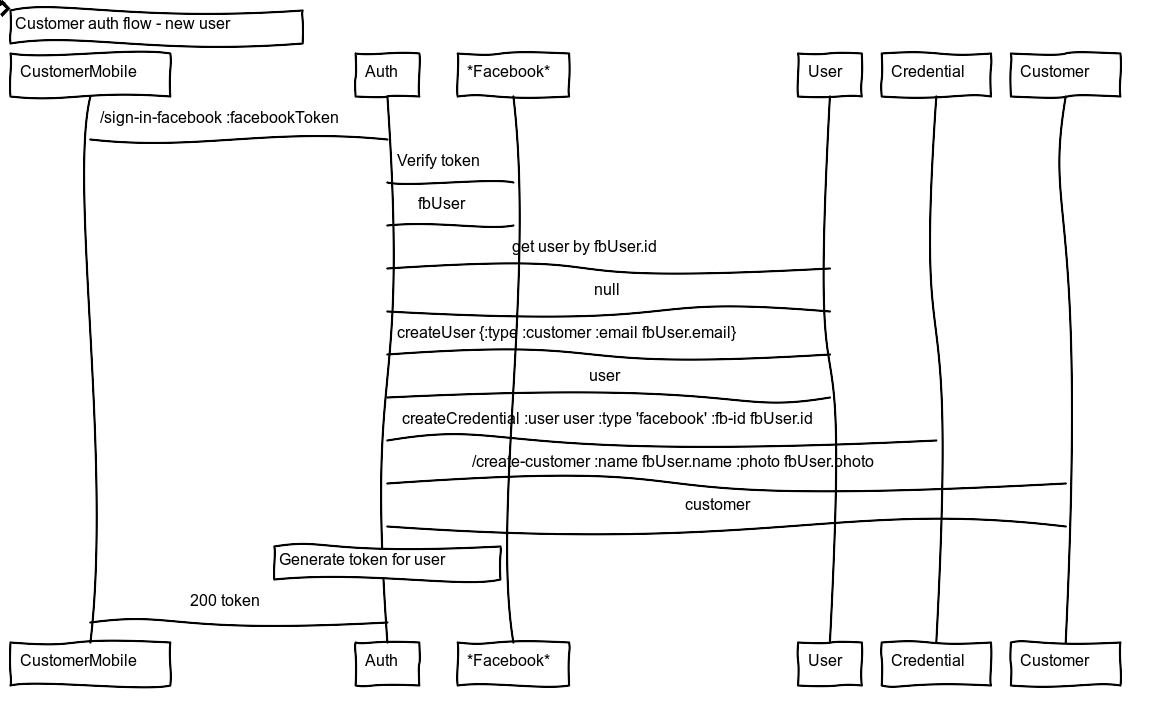 Customer auth flow - new user
CustomerMobile Auth *Facebook* User Credential Customer
/sign-in-facebook :facebookToken
Verify token
fbUser
get user by fbUser.id
null
createUser {:type :customer :email fbUser.email}
user
createCredential :user user :type 'facebook' :fb-id fbUser.id
/create-customer :name fbUser.name :photo fbUser.photo
customer
Generate token for user
200 token
CustomerMobile Auth *Facebook* User Credential Customer